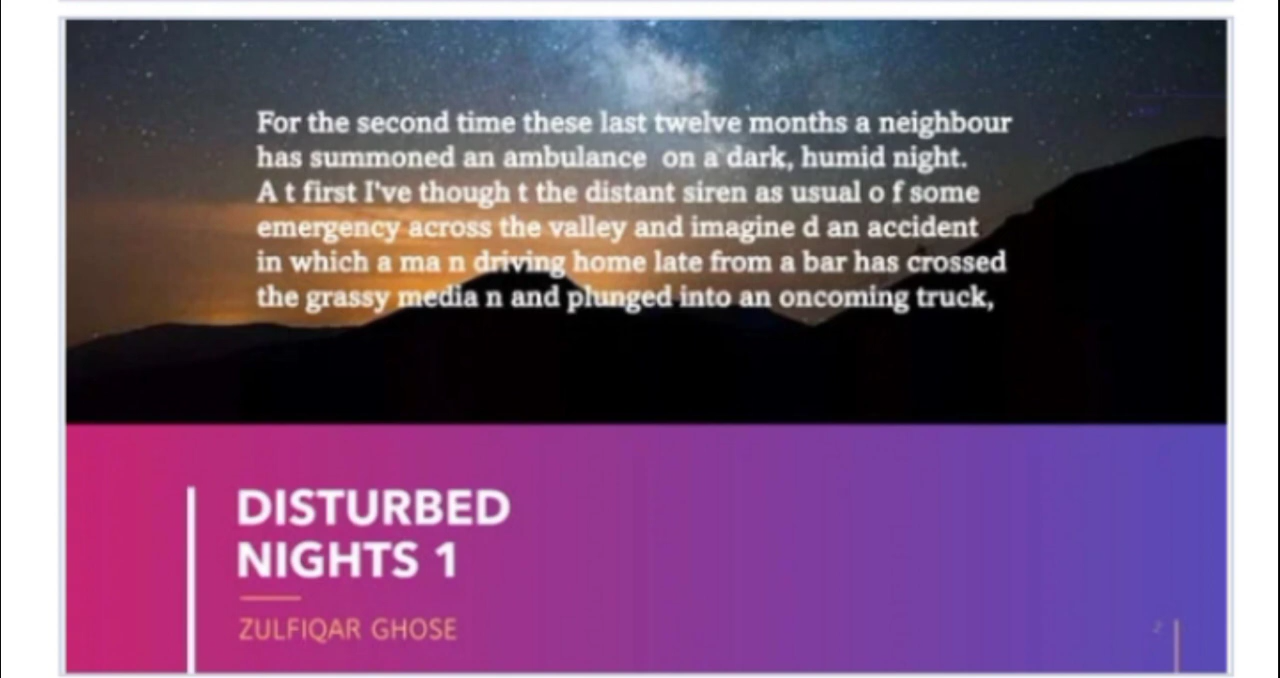 For the second time these last twelve months a neighbour
has summoned an ambulance  on a dark, humid night.
A t first I've though t the distant siren as usual o f some
emergency across the valley and imagine d an accident
in which a ma n driving home late from a bar has crossed
the grassy media n and plunged into an oncoming truck,
DISTURBED
NIGHTS 1
ZULFIQAR GHOSE